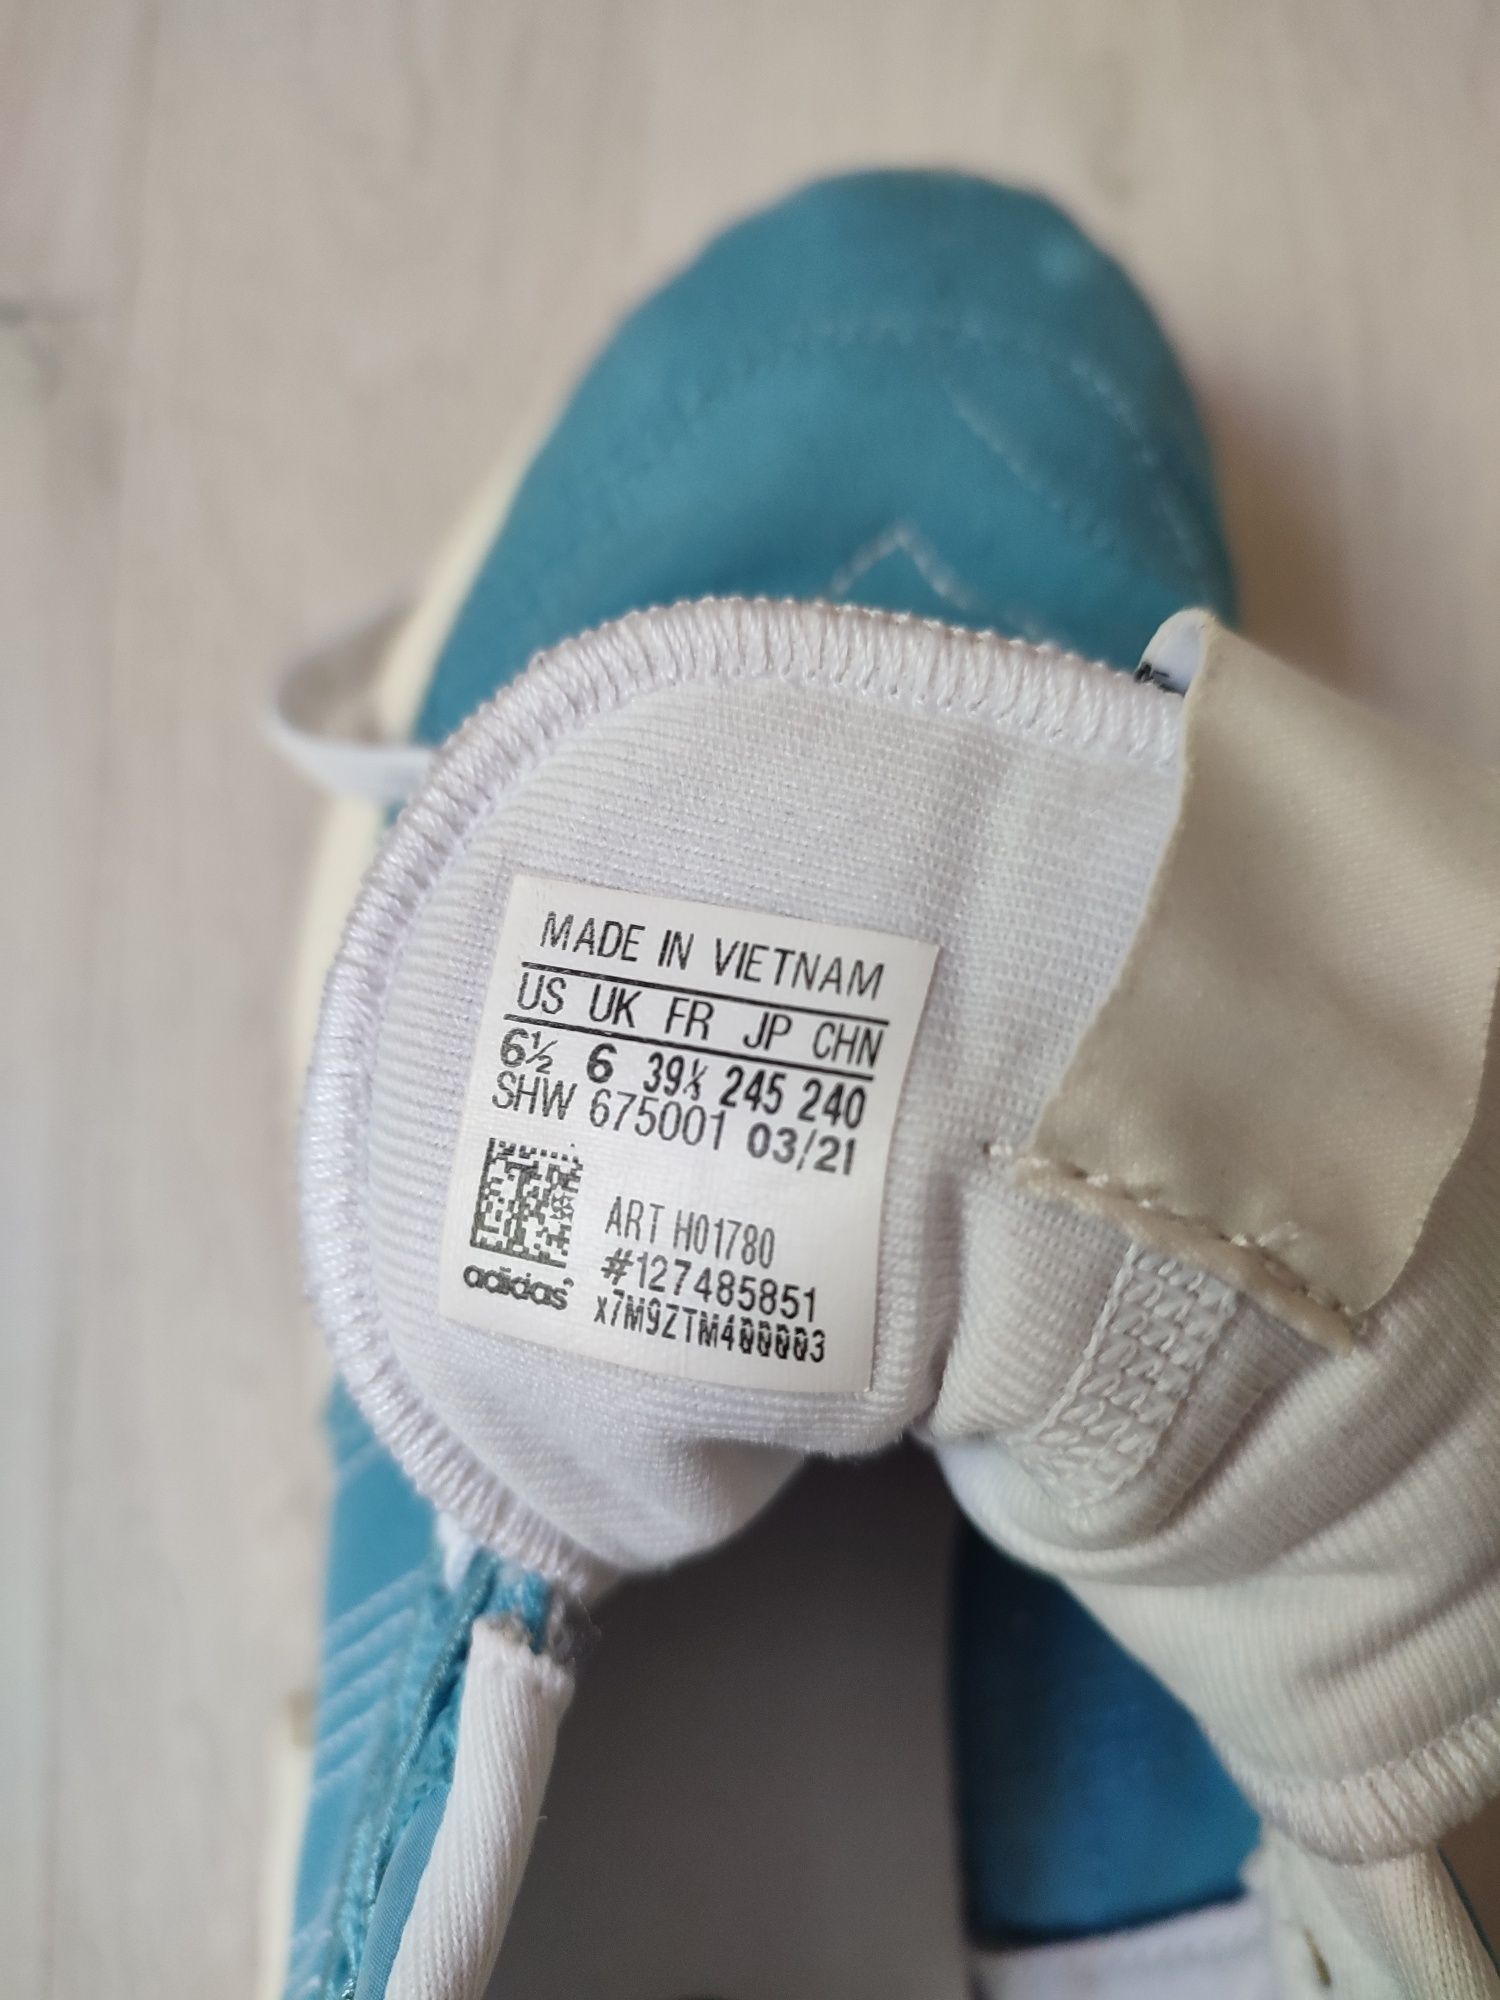 MADE IN VIETNAM
US UK FR JP CHN
6½ 6 39⅓ 245 240
SHW 675001 03/21
ART H01780
#127485851
adidas
x7M9ZTM400003